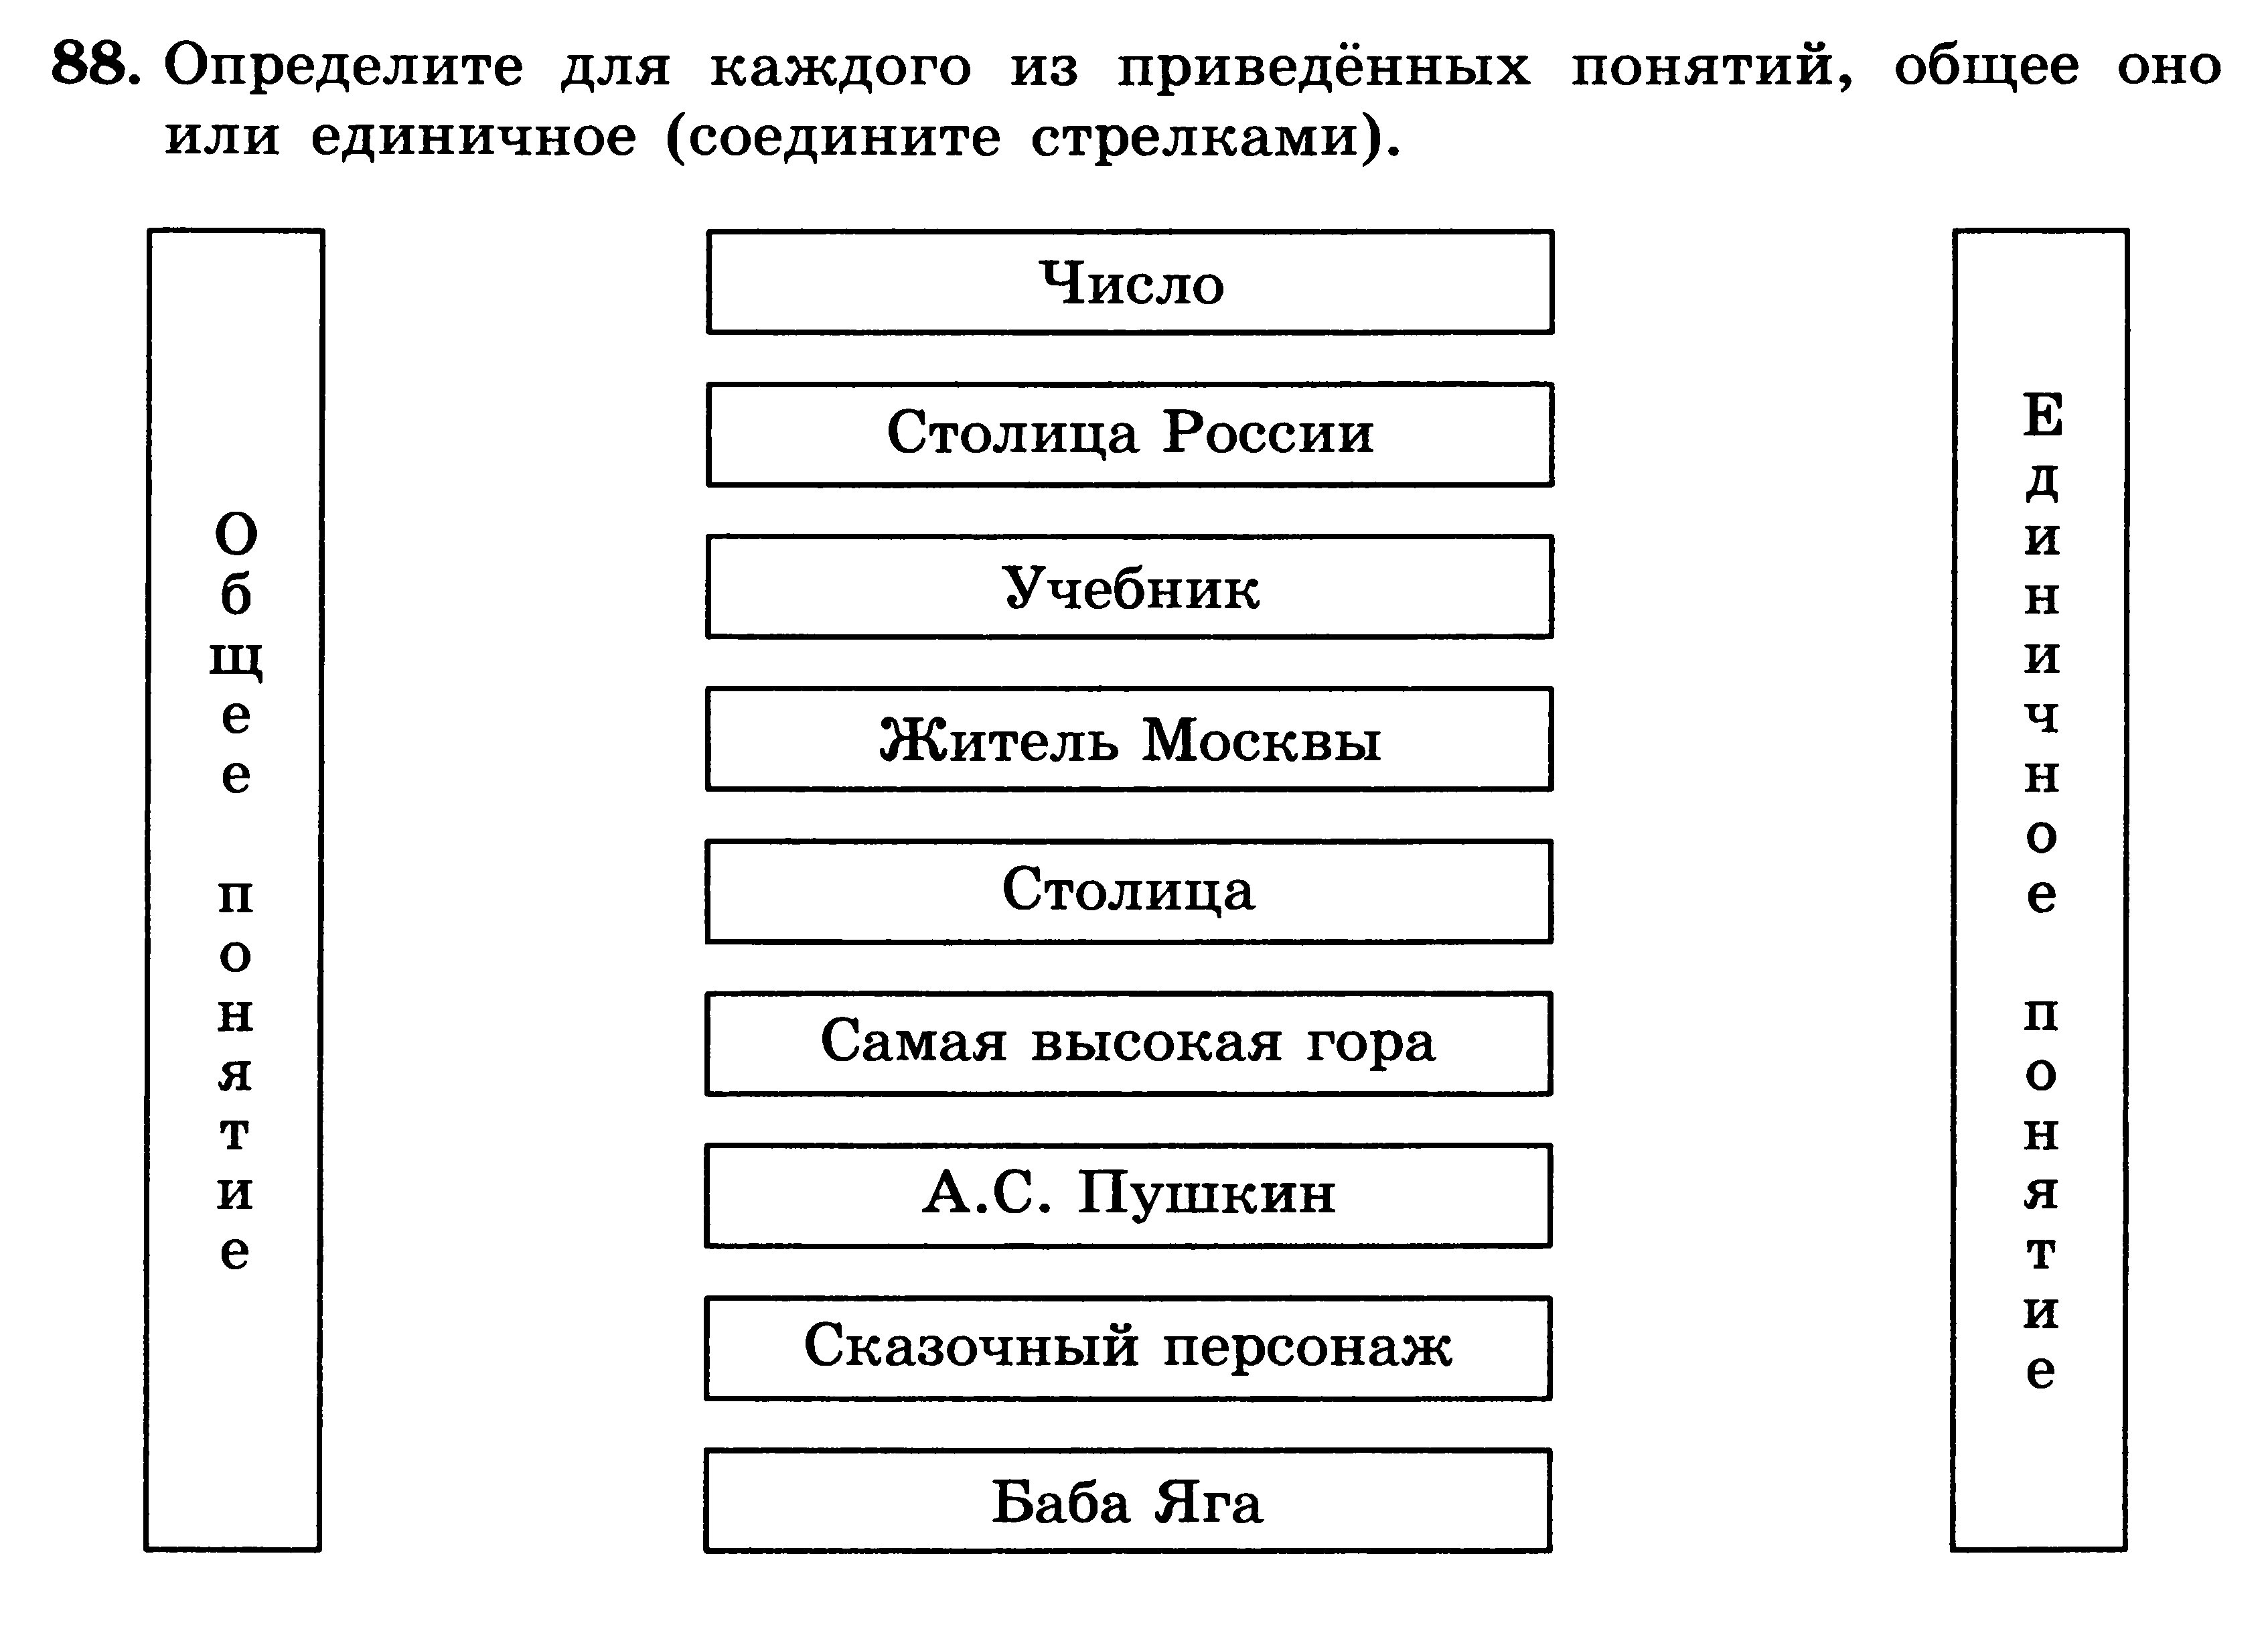 88. Определите для каждого из приведённых понятий, общее оно
или единичное (соедините стрелками).
Общее понятие
Число
Столица России
Учебник
Житель Москвы
Столица
Самая высокая гора
А.С. Пушкин
Сказочный персонаж
Баба Яга
Единичное понятие